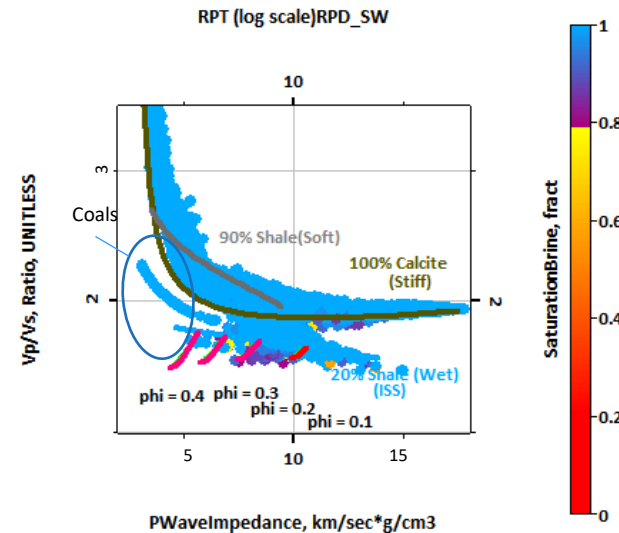 RPT (log scale)RPD_SW
10
Vp/Vs, Ratio, UNITLESS
3
2
2
Coals
90% Shale(Soft)
100% Calcite
(Stiff)
20% Shale (Wet)
(ISS)
phi = 0.4
phi = 0.3
phi = 0.2
phi = 0.1
5
10
15
PWaveImpedance, km/sec*g/cm3
SaturationBrine, fract
1
0.8
0.6
0.4
0.2
0